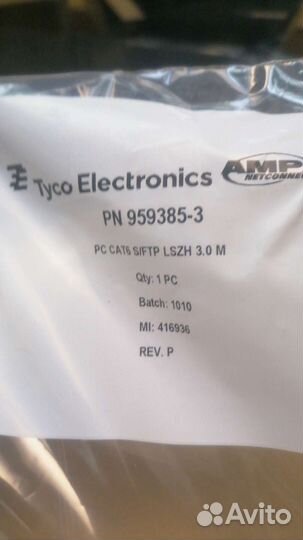 Tyco Electronics
AMP
NETCONNECT
PN 959385-3
PC CAT6 S/FTP LSZH 3.0 M
Qty: 1 PC
Batch: 1010
MI: 416936
REV. P
Avito